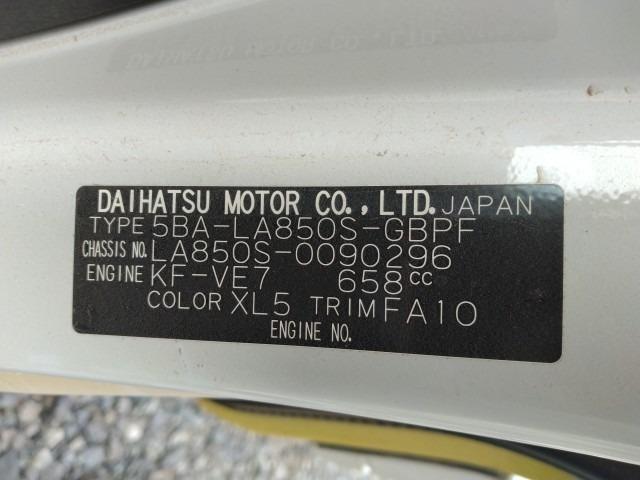 DAIHATSU MOTOR CO., LTD. JAPAN
TYPE 5BA-LA850S-GBPF
CHASSIS NO. LA850S-0090296
ENGINE KF-VE7 658cc
COLOR XL5 TRIM FA10
ENGINE NO.